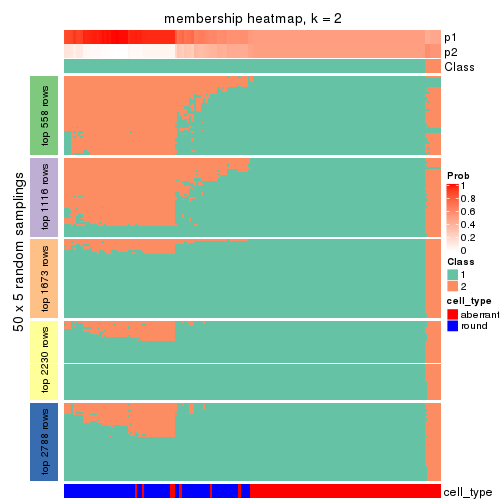 membership heatmap, k = 2
p1
p2
Class
50 x 5 random samplings
top 558 rows
top 1116 rows
top 1673 rows
top 2230 rows
top 2788 rows
Prob
1
0.8
0.6
0.4
0.2
0
Class
1
2
cell_type
aberrant
round
cell_type